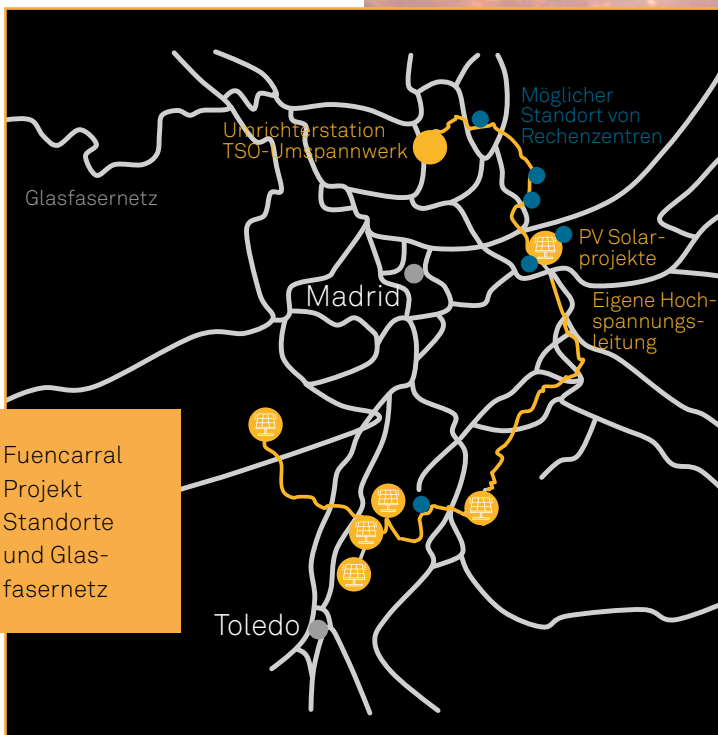 Möglicher
Standort von
Rechenzentren
Umrichterstation
TSO-Umspannwerk
Glasfasernetz
PV Solar-
projekte
Madrid
Eigene Hoch-
spannungs-
leitung
Fuencarral
Projekt
Standorte
und Glas-
fasernetz
Toledo